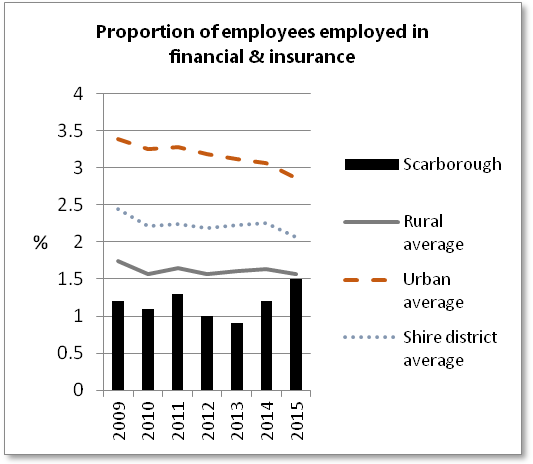 Proportion of employees employed in
financial & insurance
4
3.5
3
2.5
2
1.5
1
0.5
0
%
2009
2010
2011
2012
2013
2014
2015
Scarborough
Rural
average
Urban
average
Shire district
average